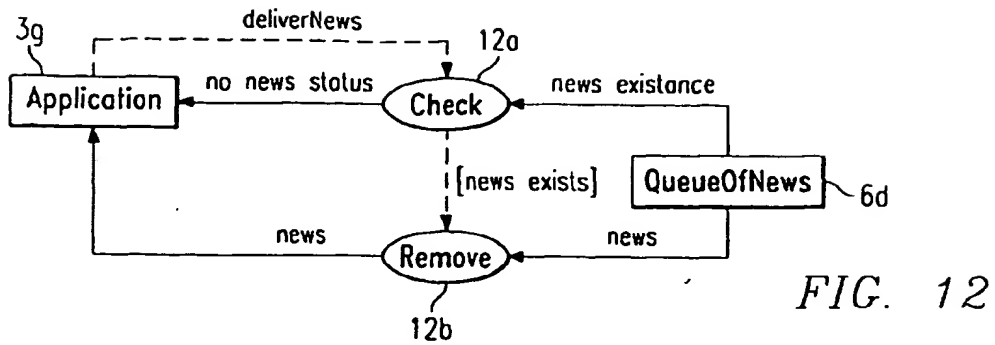 deliverNews
3g
12a
Application
no news status
Check
news existance
[news exists]
QueueOfNews
6d
news
Remove
news
12b
FIG. 12